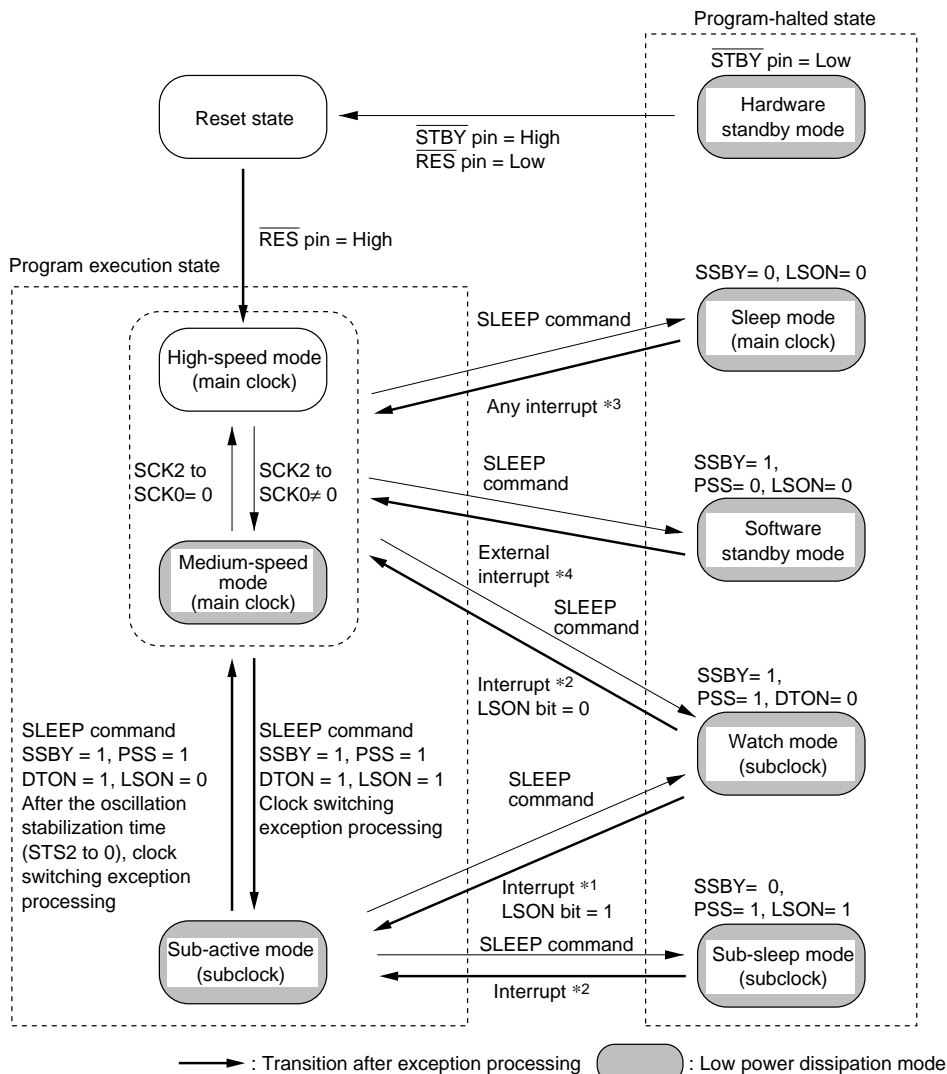 Program-halted state
STBY pin = Low
Hardware
standby mode
Reset state
STBY pin = High
RES pin = Low
RES pin = High
Program execution state
SSBY= 0, LSON= 0
Sleep mode
(main clock)
SLEEP command
Any interrupt *3
High-speed mode
(main clock)
SCK2 to
SCK0= 0
SCK2 to
SCK0≠ 0
Medium-speed
mode
(main clock)
SLEEP
command
SSBY= 1,
PSS= 0, LSON= 0
Software
standby mode
External
interrupt *4
SLEEP
command
Interrupt *2
LSON bit = 0
SSBY= 1,
PSS= 1, DTON= 0
Watch mode
(subclock)
SLEEP command
SSBY = 1, PSS = 1
DTON = 1, LSON = 0
After the oscillation
stabilization time
(STS2 to 0), clock
switching exception
processing
SLEEP command
SSBY = 1, PSS = 1
DTON = 1, LSON = 1
Clock switching
exception processing
SLEEP
command
Interrupt *1
LSON bit = 1
SSBY= 0,
PSS= 1, LSON= 1
Sub-active mode
(subclock)
SLEEP command
Interrupt *2
Sub-sleep mode
(subclock)
: Transition after exception processing
: Low power dissipation mode